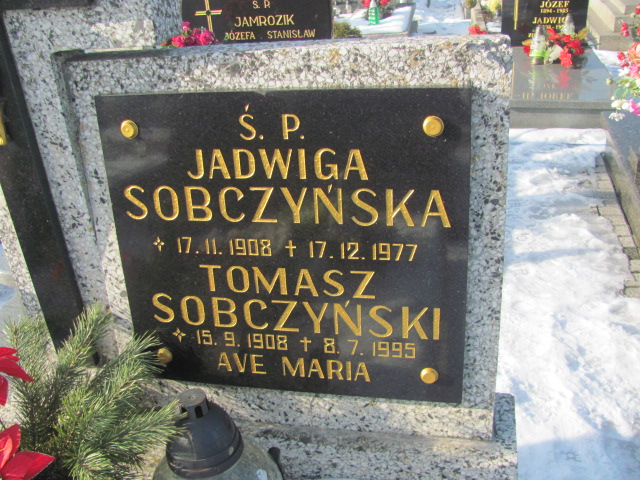 Ś. P.
JAMROZIK
JÓZEFA . STANISŁAW
JÓZEF
JADWIGA
Ś. P.
JADWIGA
SOBCZYŃSKA
✧ 17.11.1908 ✝ 17.12.1977
TOMASZ
SOBCZYŃSKI
✧ 15.9.1908 ✝ 8.7.1995
AVE MARIA